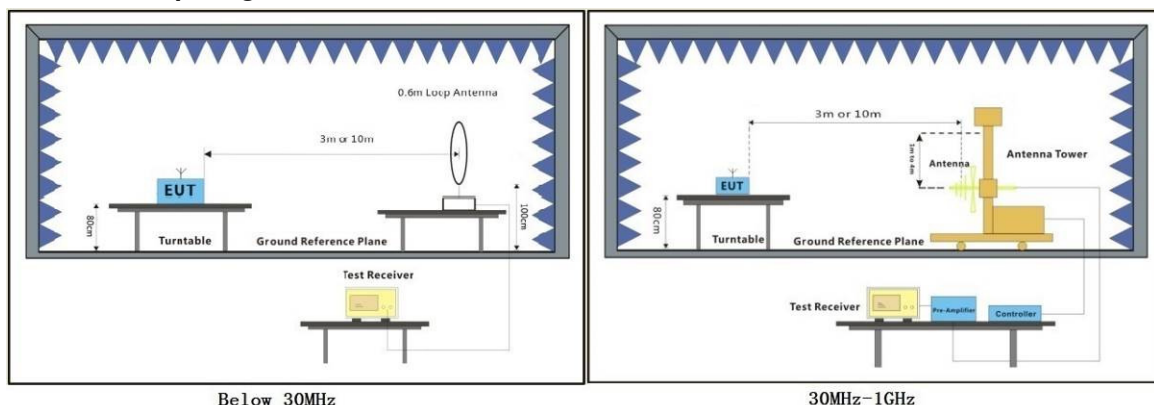 0.6m Loop Antenna
3m or 10m
EUT
80cm
100cm
Turntable
Ground Reference Plane
Test Receiver
Below 30MHz
3m or 10m
1m to 4m
Antenna
Antenna Tower
EUT
80cm
Turntable
Ground Reference Plane
Test Receiver
Pre-Amplifier
Controller
30MHz-1GHz